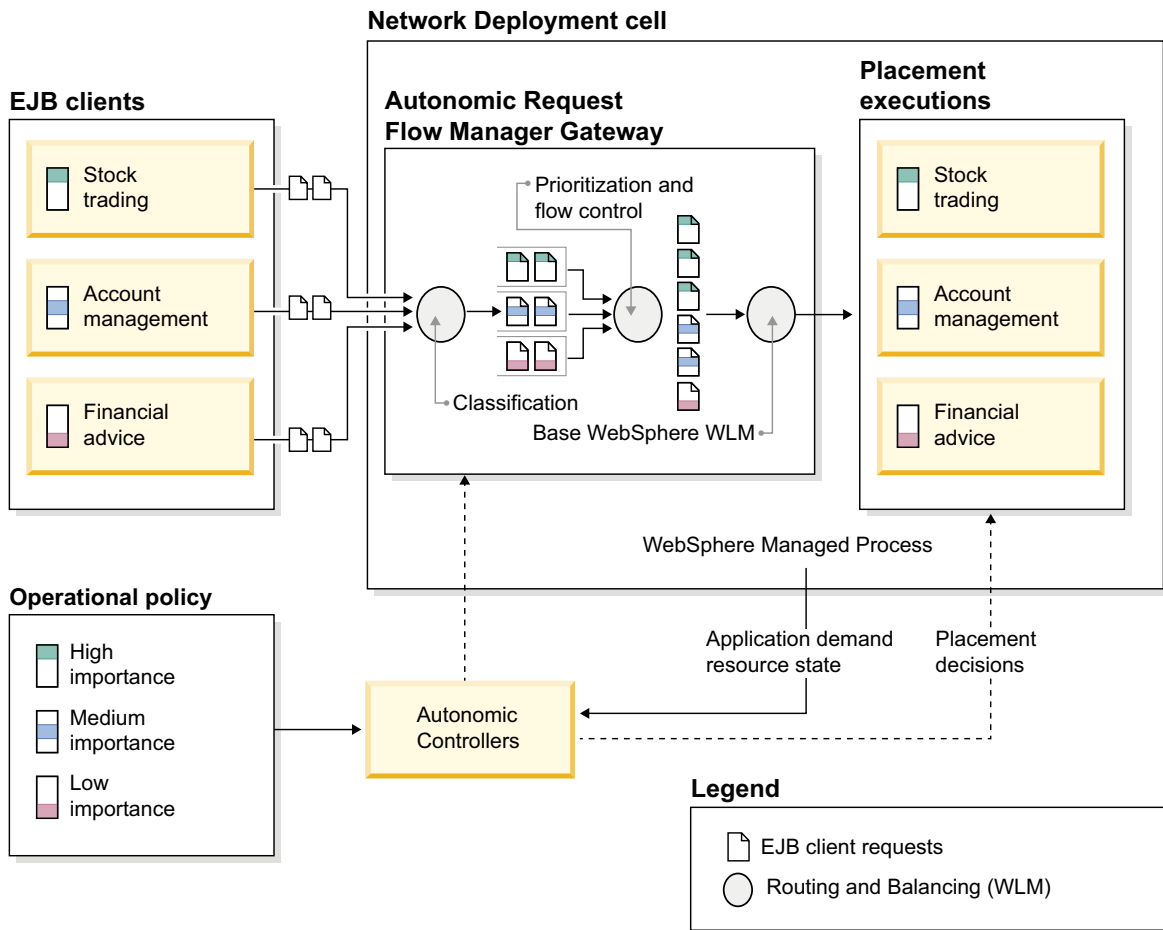 Network Deployment cell
EJB clients
Stock
trading
Account
management
Financial
advice
Autonomic Request
Flow Manager Gateway
Prioritization and
flow control
Classification
Base WebSphere WLM
Placement
executions
Stock
trading
Account
management
Financial
advice
WebSphere Managed Process
Application demand
resource state
Placement
decisions
Operational policy
High
importance
Medium
importance
Low
importance
Autonomic
Controllers
Legend
EJB client requests
Routing and Balancing (WLM)